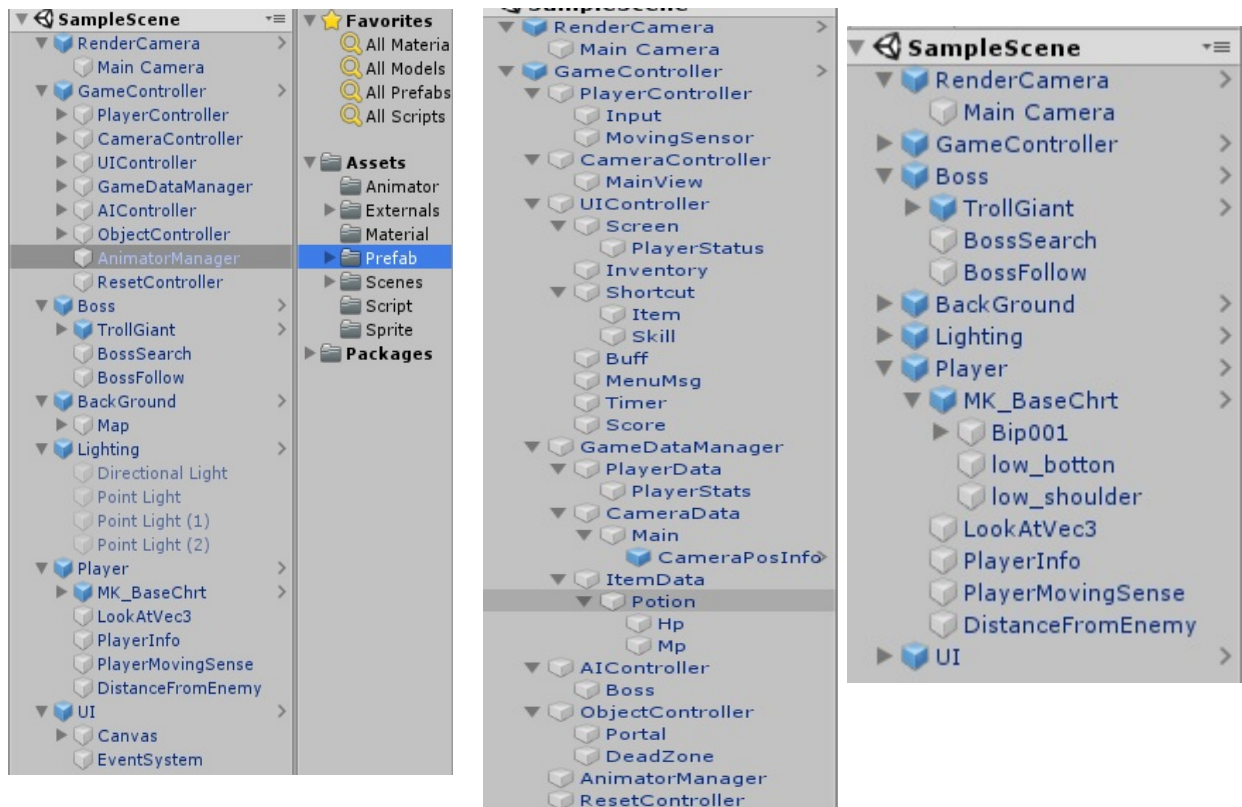 SampleScene
RenderCamera
Main Camera
GameController
PlayerController
CameraController
UIController
GameDataManager
AIController
ObjectController
AnimatorManager
ResetController
Boss
TrollGiant
BossSearch
BossFollow
BackGround
Map
Lighting
Directional Light
Point Light
Point Light (1)
Point Light (2)
Player
MK_BaseChrt
LookAtVec3
PlayerInfo
PlayerMovingSense
DistanceFromEnemy
UI
Canvas
EventSystem
Favorites
All Materia
All Models
All Prefabs
All Scripts
Assets
Animator
Externals
Material
Prefab
Scenes
Script
Sprite
Packages
SampleScene
RenderCamera
Main Camera
GameController
PlayerController
Input
MovingSensor
CameraController
MainView
UIController
Screen
PlayerStatus
Inventory
Shortcut
Item
Skill
Buff
MenuMsg
Timer
Score
GameDataManager
PlayerData
PlayerStats
CameraData
Main
CameraPosInfo
ItemData
Potion
Hp
Mp
AIController
Boss
ObjectController
Portal
DeadZone
AnimatorManager
ResetController
SampleScene
RenderCamera
Main Camera
GameController
Boss
TrollGiant
BossSearch
BossFollow
BackGround
Lighting
Player
MK_BaseChrt
Bip001
low_botton
low_shoulder
LookAtVec3
PlayerInfo
PlayerMovingSense
DistanceFromEnemy
UI